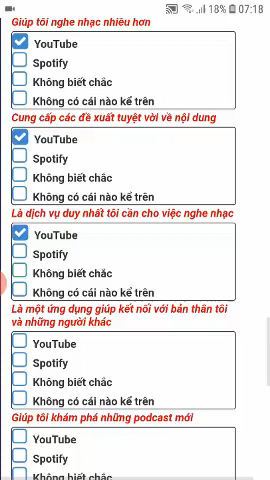 18% 07:18
Giúp tôi nghe nhạc nhiều hơn
YouTube
Spotify
Không biết chắc
Không có cái nào kể trên
Cung cấp các đề xuất tuyệt vời về nội dung
YouTube
Spotify
Không biết chắc
Không có cái nào kể trên
Là dịch vụ duy nhất tôi cần cho việc nghe nhạc
YouTube
Spotify
Không biết chắc
Không có cái nào kể trên
Là một ứng dụng giúp kết nối với bản thân tôi
và những người khác
YouTube
Spotify
Không biết chắc
Không có cái nào kể trên
Giúp tôi khám phá những podcast mới
YouTube
Spotify
Không biết chắc